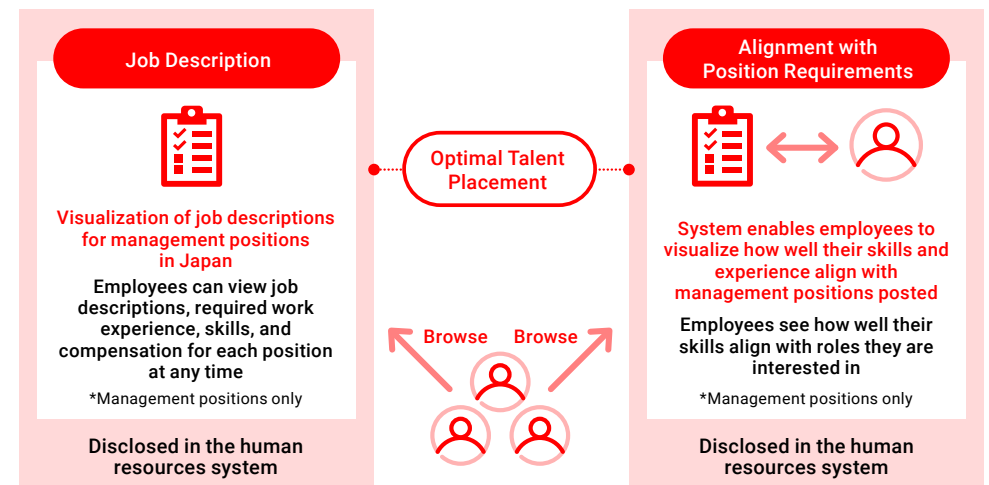 Job Description
Visualization of job descriptions
for management positions
in Japan
Employees can view job
descriptions, required work
experience, skills, and
compensation for each position
at any time
*Management positions only
Disclosed in the human
resources system
Optimal Talent
Placement
Browse
Browse
Alignment with
Position Requirements
System enables employees to
visualize how well their skills and
experience align with
management positions posted
Employees see how well their
skills align with roles they are
interested in
*Management positions only
Disclosed in the human
resources system